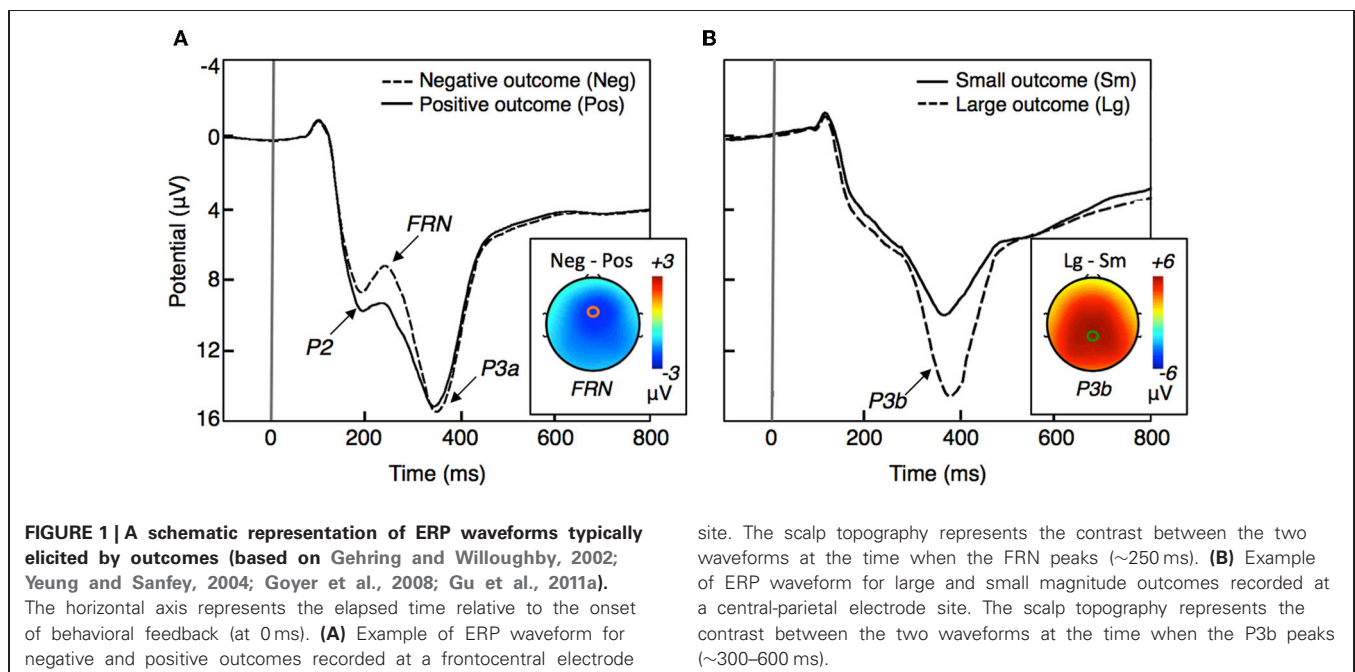 A
-4
0
4
8
12
16
Potential (µV)
Negative outcome (Neg)
Positive outcome (Pos)
FRN
P2
P3a
Neg - Pos
+3
-3
µV
FRN
0
200
400
600
800
Time (ms)
B
Small outcome (Sm)
Large outcome (Lg)
P3b
Lg - Sm
+6
-6
µV
P3b
0
200
400
600
800
Time (ms)
FIGURE 1 | A schematic representation of ERP waveforms typically
elicited by outcomes (based on Gehring and Willoughby, 2002;
Yeung and Sanfey, 2004; Goyer et al., 2008; Gu et al., 2011a).
The horizontal axis represents the elapsed time relative to the onset
of behavioral feedback (at 0 ms). (A) Example of ERP waveform for
negative and positive outcomes recorded at a frontocentral electrode
site. The scalp topography represents the contrast between the two
waveforms at the time when the FRN peaks (∼250 ms). (B) Example
of ERP waveform for large and small magnitude outcomes recorded at
a central-parietal electrode site. The scalp topography represents the
contrast between the two waveforms at the time when the P3b peaks
(∼300–600 ms).